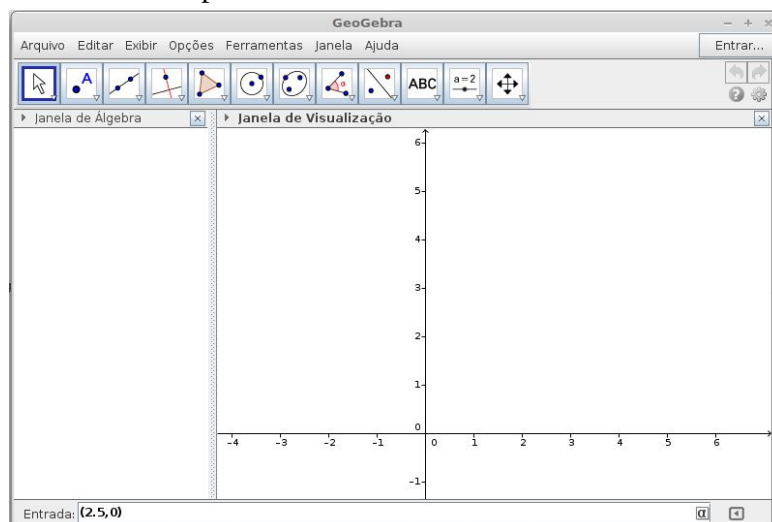 GeoGebra
Arquivo Editar Exibir Opções Ferramentas Janela Ajuda Entrar...
A ABC a=2
Janela de Álgebra Janela de Visualização
6
5
4
3
2
1
0
-4 -3 -2 -1 0 1 2 3 4 5 6
-1
Entrada: (2.5,0) α